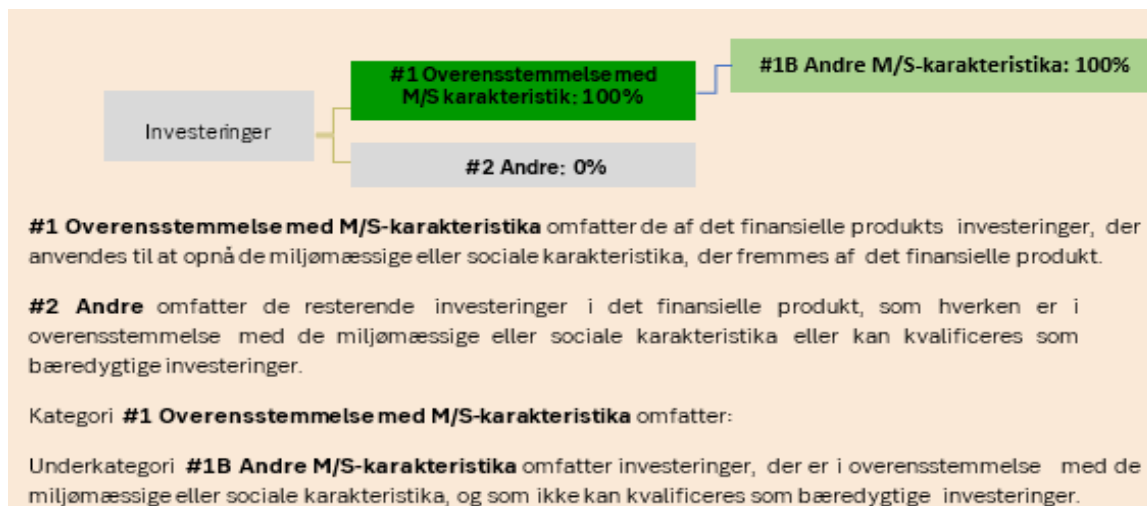 #1 Overensstemmelse med
M/S karakteristik: 100%
#1B Andre M/S-karakteristika: 100%
Investeringer
#2 Andre: 0%
#1 Overensstemmelse med M/S-karakteristika omfatter de af det finansielle produkts investeringer, der
anvendes til at opnå de miljømæssige eller sociale karakteristika, der fremmes af det finansielle produkt.
#2 Andre omfatter de resterende investeringer i det finansielle produkt, som hverken er i
overensstemmelse med de miljømæssige eller sociale karakteristika eller kan kvalificeres som
bæredygtige investeringer.
Kategori #1 Overensstemmelse med M/S-karakteristika omfatter:
Underkategori #1B Andre M/S-karakteristika omfatter investeringer, der er i overensstemmelse med de
miljømæssige eller sociale karakteristika, og som ikke kan kvalificeres som bæredygtige investeringer.